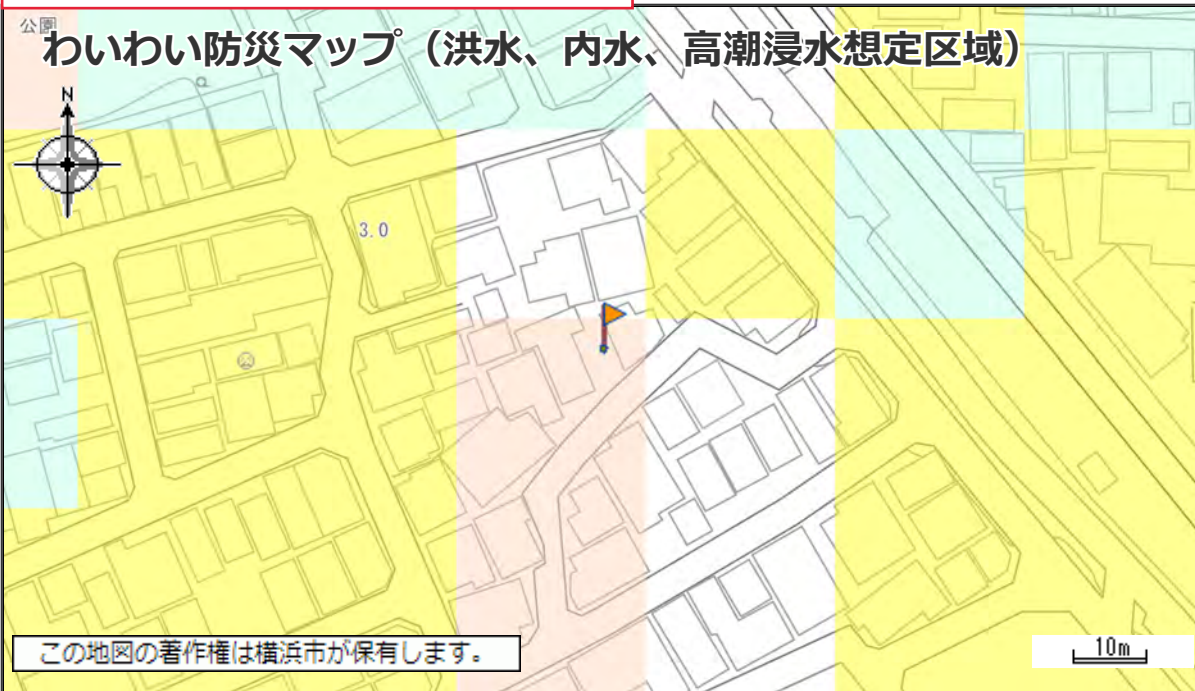 公園
わいわい防災マップ（洪水、内水、高潮浸水想定区域）
N
3.0
この地図の著作権は横浜市が保有します。
10m